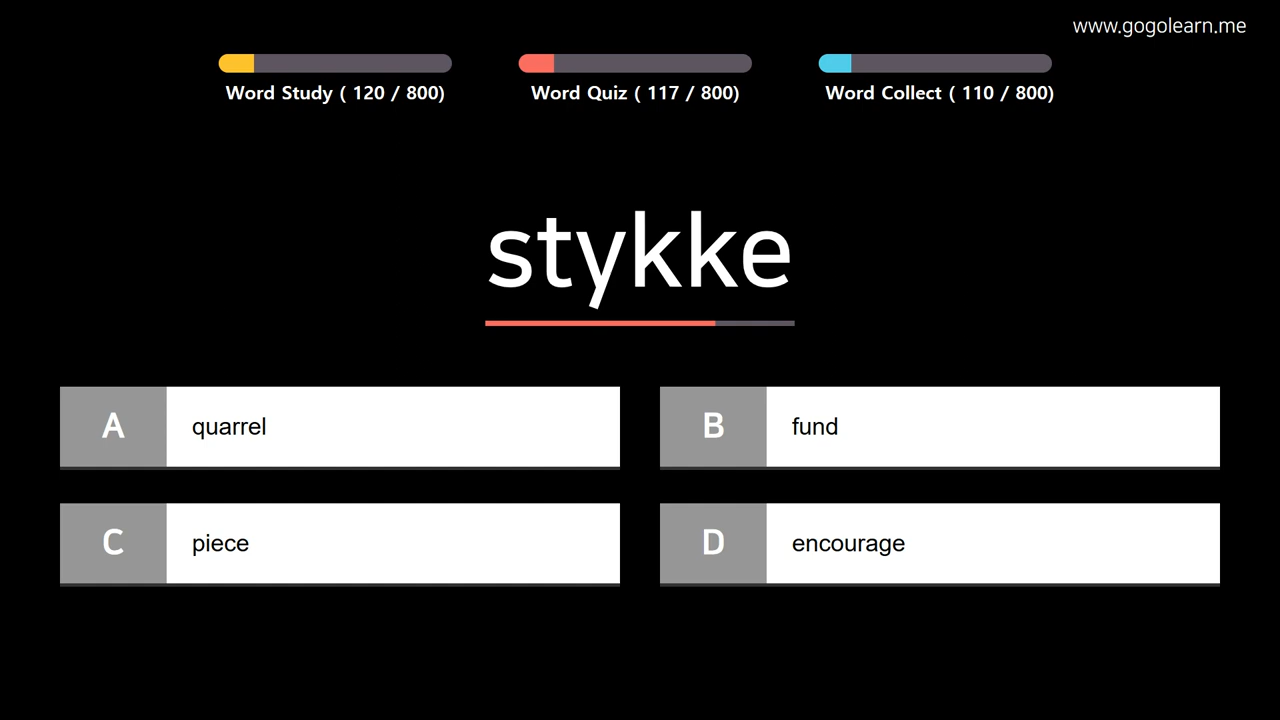 www.gogolearn.me
Word Study ( 120 / 800)
Word Quiz ( 117 / 800)
Word Collect ( 110 / 800)
stykke
A quarrel
B fund
C piece
D encourage